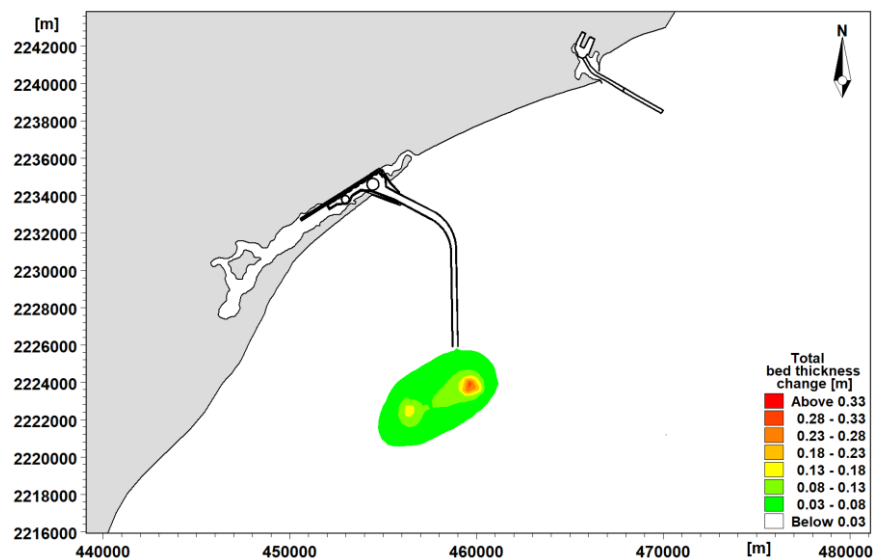 [m]
N
2242000
2240000
2238000
2236000
2234000
2232000
2230000
2228000
2226000
2224000
2222000
2220000
2218000
2216000
Total
bed thickness
change [m]
Above 0.33
0.28 - 0.33
0.23 - 0.28
0.18 - 0.23
0.13 - 0.18
0.08 - 0.13
0.03 - 0.08
Below 0.03
440000 450000 460000 470000 [m] 480000